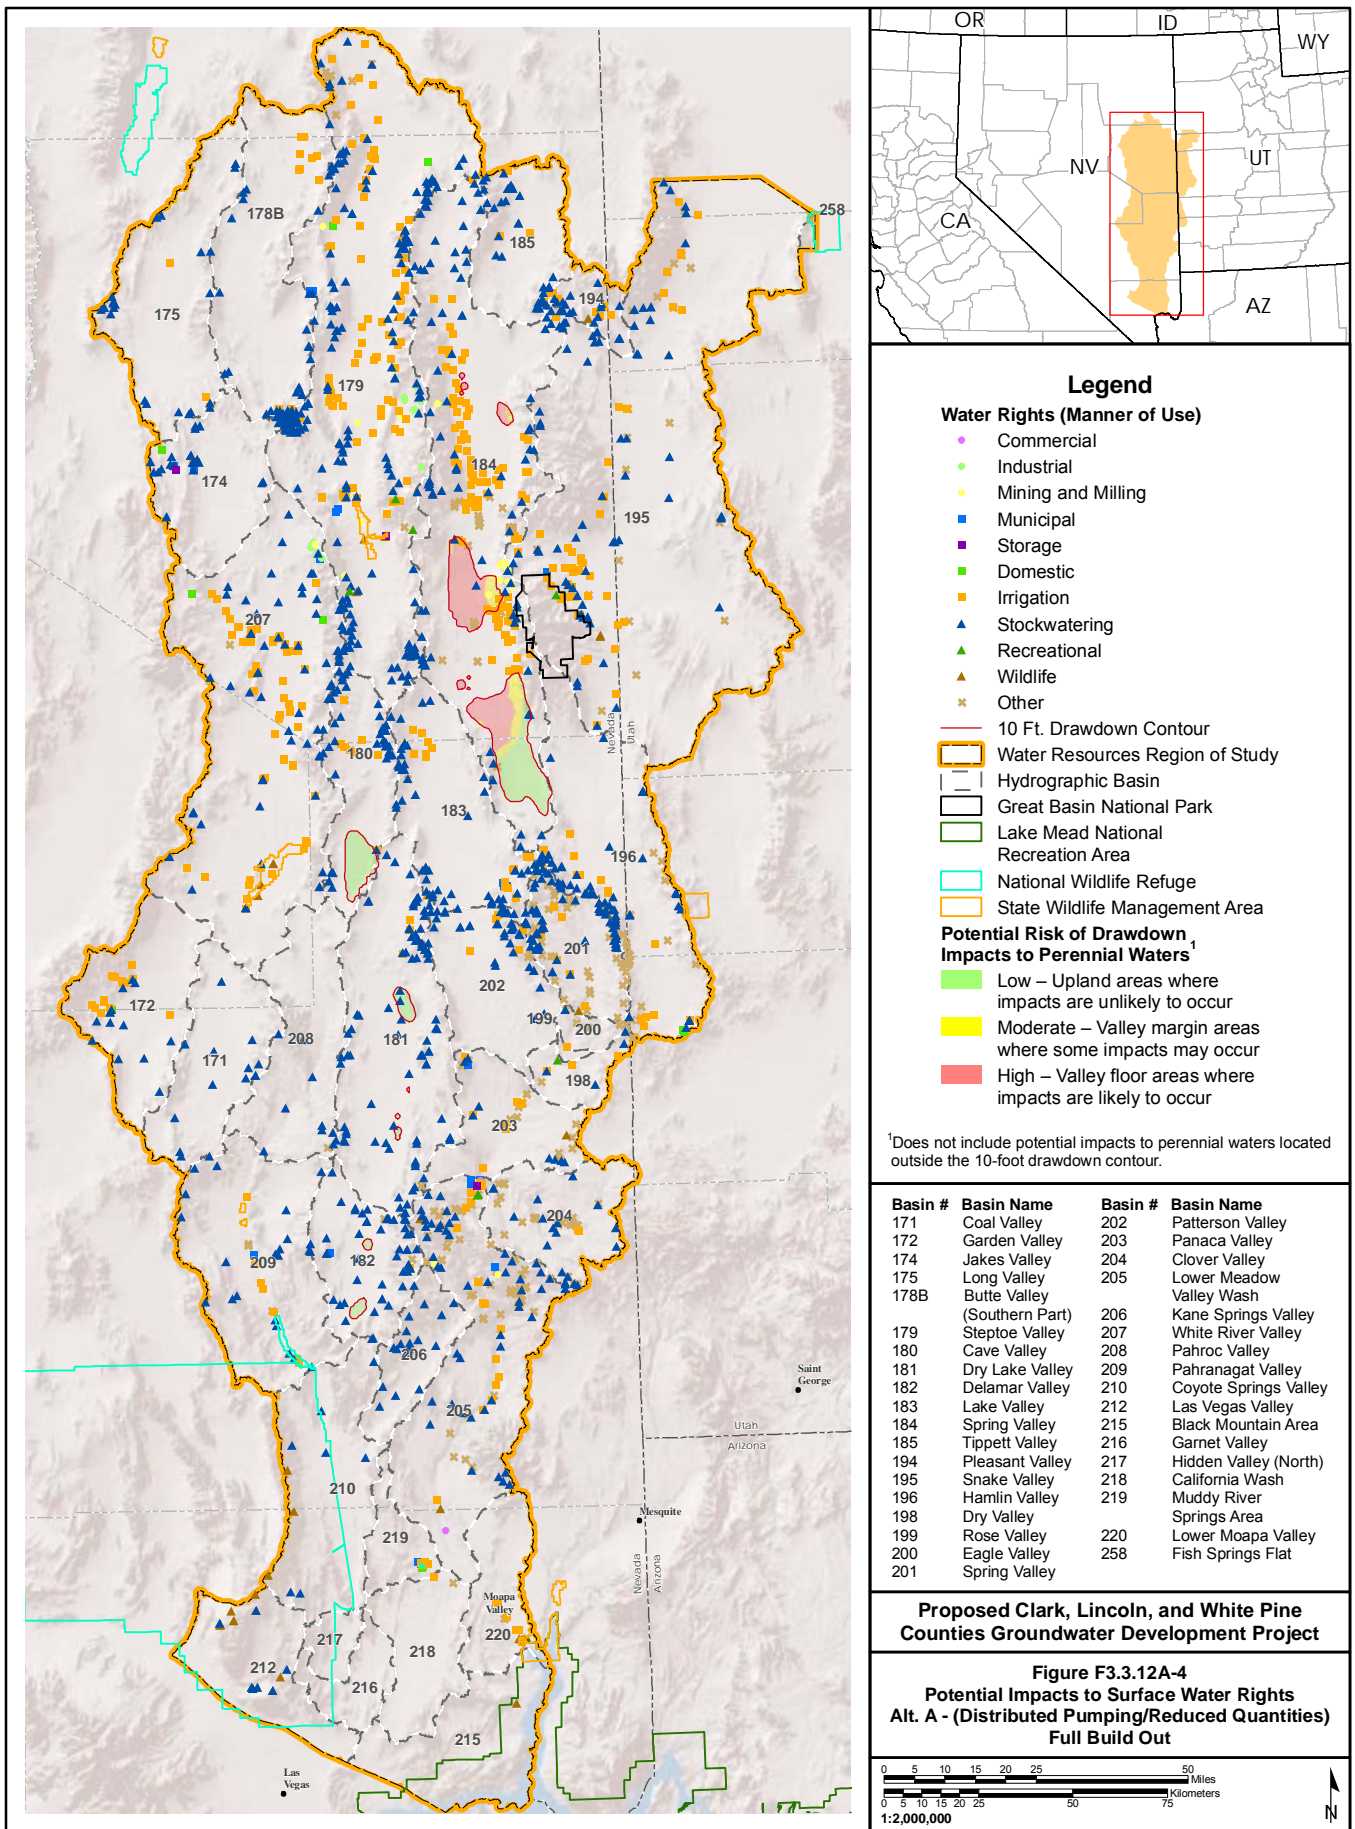 OR
ID
WY
NV
UT
CA
AZ
258
178B
185
175
194
179
184
174
195
207
180
183
196
201
202
172
199
200
208
181
171
198
203
204
209
182
206
205
210
219
217
220
218
212
216
215
Nevada
Utah
Saint
George
Utah
Arizona
Mesquite
Nevada
Arizona
Moapa
Valley
Las
Vegas
Legend
Water Rights (Manner of Use)
Commercial
Industrial
Mining and Milling
Municipal
Storage
Domestic
Irrigation
Stockwatering
Recreational
Wildlife
Other
10 Ft. Drawdown Contour
Water Resources Region of Study
Hydrographic Basin
Great Basin National Park
Lake Mead National
Recreation Area
National Wildlife Refuge
State Wildlife Management Area
Potential Risk of Drawdown
Impacts to Perennial Waters1
Low – Upland areas where
impacts are unlikely to occur
Moderate – Valley margin areas
where some impacts may occur
High – Valley floor areas where
impacts are likely to occur
1Does not include potential impacts to perennial waters located
outside the 10-foot drawdown contour.
Basin # Basin Name Basin # Basin Name
171 Coal Valley 202 Patterson Valley
172 Garden Valley 203 Panaca Valley
174 Jakes Valley 204 Clover Valley
175 Long Valley 205 Lower Meadow
178B Butte Valley Valley Wash
(Southern Part) 206 Kane Springs Valley
179 Steptoe Valley 207 White River Valley
180 Cave Valley 208 Pahroc Valley
181 Dry Lake Valley 209 Pahranagat Valley
182 Delamar Valley 210 Coyote Springs Valley
183 Lake Valley 212 Las Vegas Valley
184 Spring Valley 215 Black Mountain Area
185 Tippett Valley 216 Garnet Valley
194 Pleasant Valley 217 Hidden Valley (North)
195 Snake Valley 218 California Wash
196 Hamlin Valley 219 Muddy River
198 Dry Valley Springs Area
199 Rose Valley 220 Lower Moapa Valley
200 Eagle Valley 258 Fish Springs Flat
201 Spring Valley
Proposed Clark, Lincoln, and White Pine
Counties Groundwater Development Project
Figure F3.3.12A-4
Potential Impacts to Surface Water Rights
Alt. A - (Distributed Pumping/Reduced Quantities)
Full Build Out
0 5 10 15 20 25 50
Miles
Kilometers
0 5 10 15 20 25 50 75
1:2,000,000
N